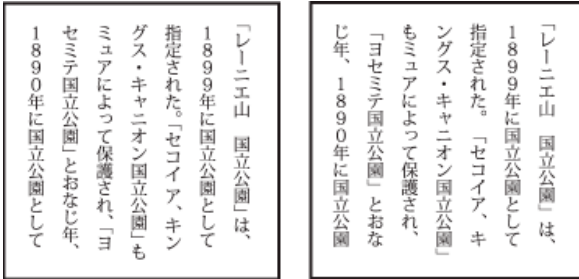 「レーニエ山　国立公園」は、
1899年に国立公園として
指定された。「セコイア、キン
グス・キャニオン国立公園」も
ミュアによって保護され、「ヨ
セミテ国立公園」とおなじ年、
1890年に国立公園として
「レーニエ山　国立公園」は、
1899年に国立公園として
指定された。　「セコイア、キ
ングス・キャニオン国立公園」
もミュアによって保護され、
「ヨセミテ国立公園」とおな
じ年、1890年に国立公園